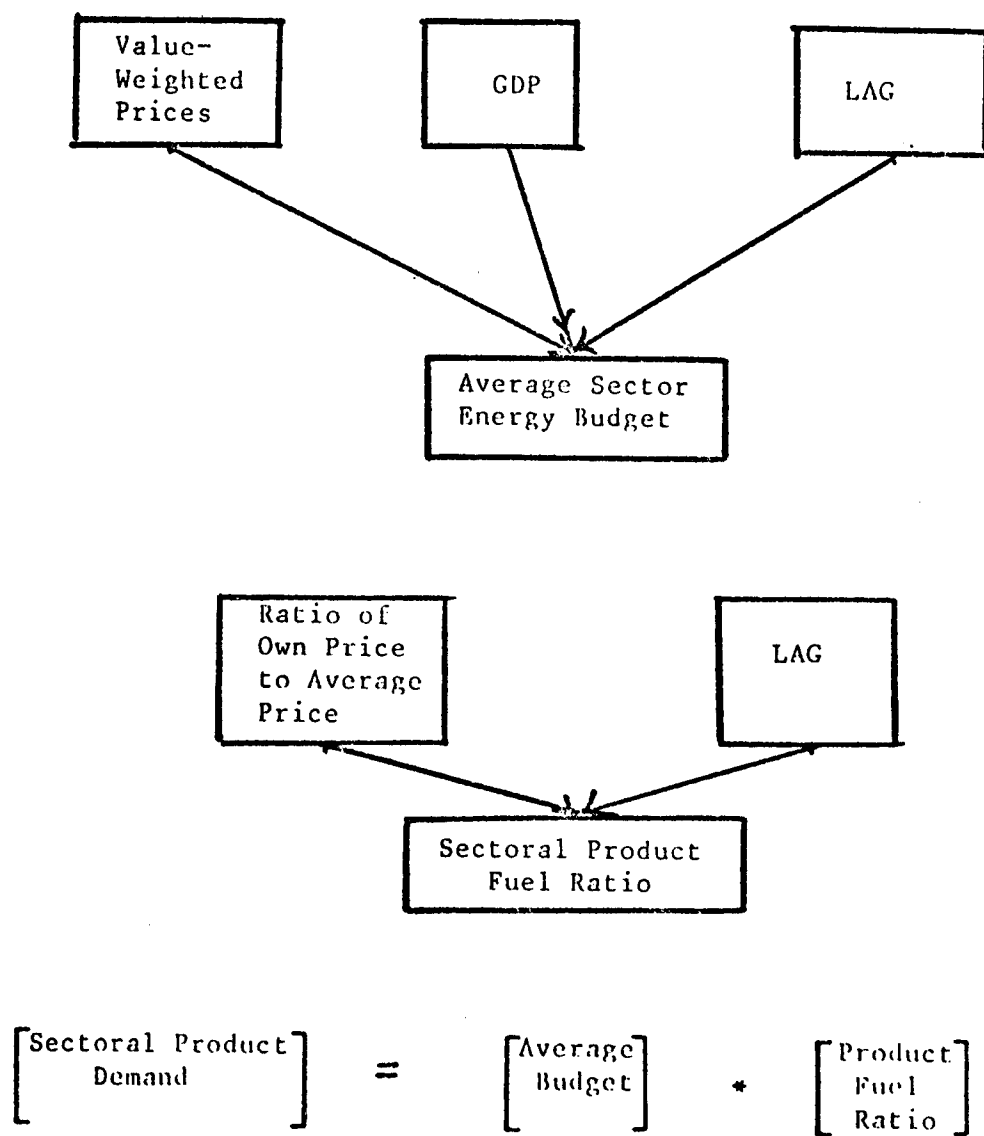 Value-
Weighted
Prices
GDP
LAG
Average Sector
Energy Budget
Ratio of
Own Price
to Average
Price
LAG
Sectoral Product
Fuel Ratio
Sectoral Product
Demand
=
Average
Budget
*
Product
Fuel
Ratio